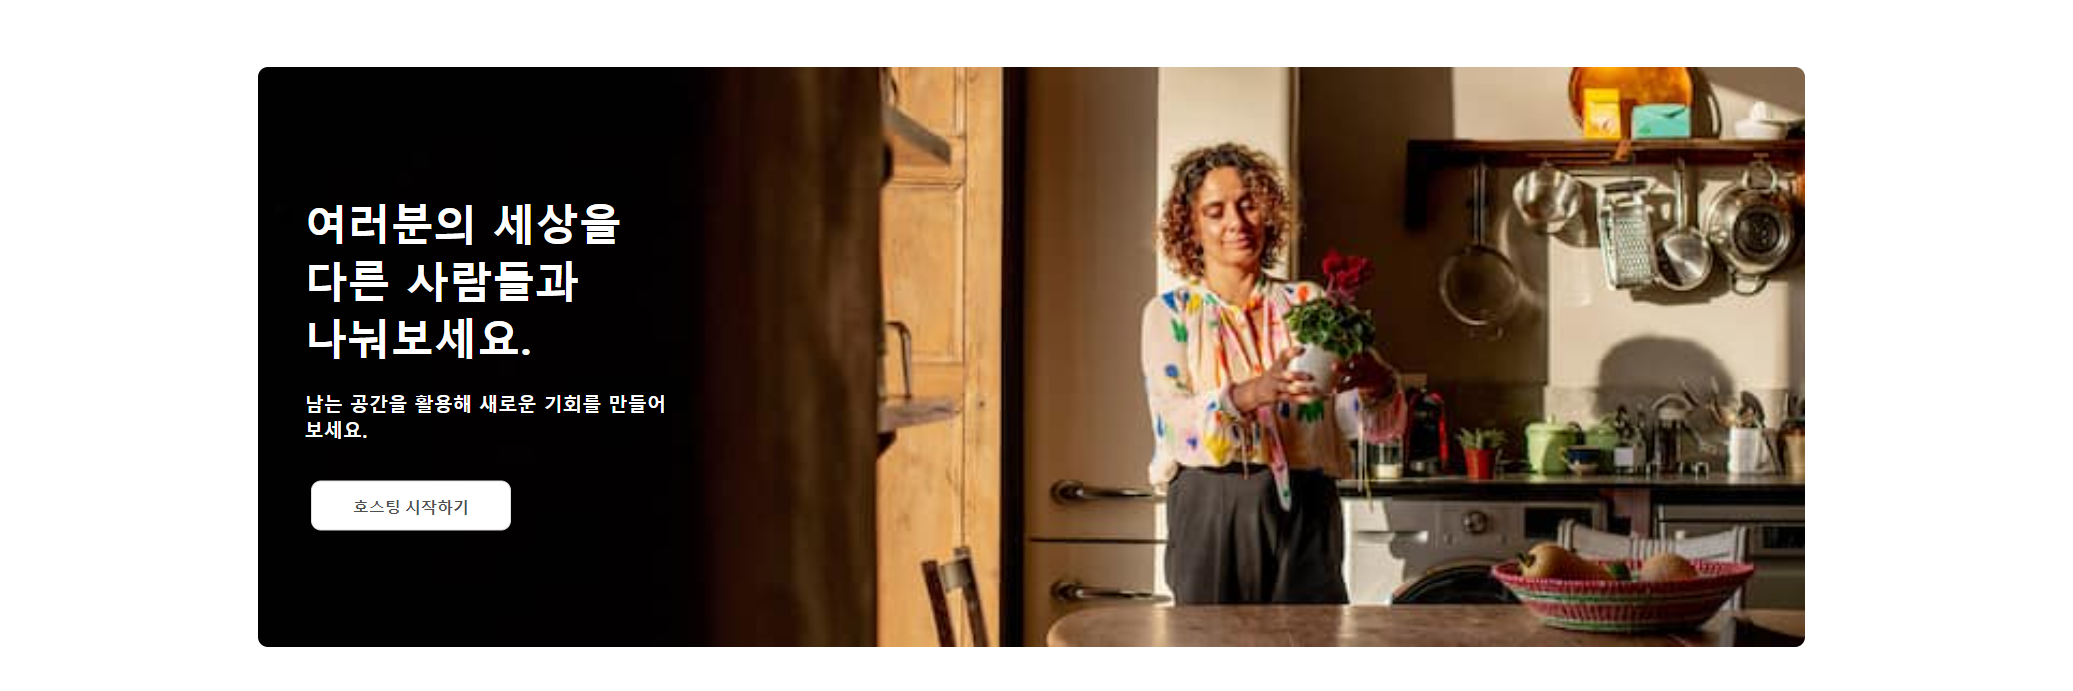 여러분의 세상을
다른 사람들과
나눠보세요.
남는 공간을 활용해 새로운 기회를 만들어
보세요.
호스팅 시작하기